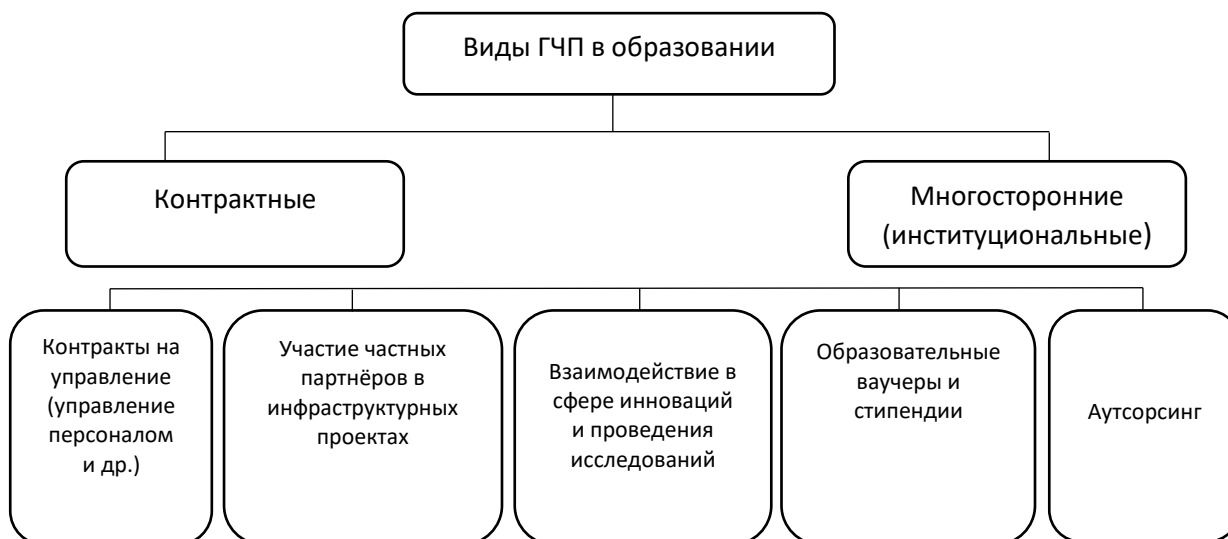 Виды ГЧП в образовании
Контрактные
Многосторонние
(институциональные)
Контракты на
управление
(управление
персоналом
и др.)
Участие частных
партнёров в
инфраструктурных
проектах
Взаимодействие в
сфере инноваций
и проведения
исследований
Образовательные
ваучеры и
стипендии
Аутсорсинг